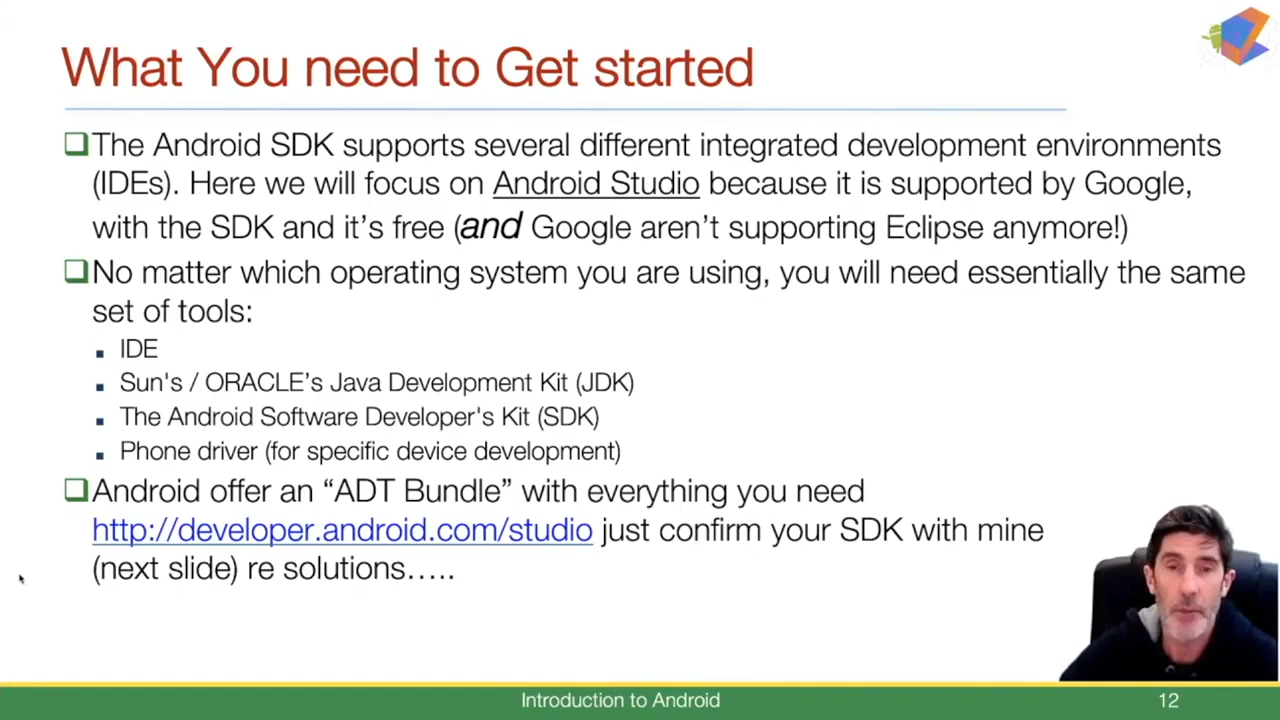 What You need to Get started
The Android SDK supports several different integrated development environments
(IDEs). Here we will focus on Android Studio because it is supported by Google,
with the SDK and it's free (and Google aren't supporting Eclipse anymore!)
No matter which operating system you are using, you will need essentially the same
set of tools:
IDE
Sun's / ORACLE's Java Development Kit (JDK)
The Android Software Developer's Kit (SDK)
Phone driver (for specific device development)
Android offer an “ADT Bundle” with everything you need
http://developer.android.com/studio just confirm your SDK with mine
(next slide) re solutions…..
Introduction to Android
12